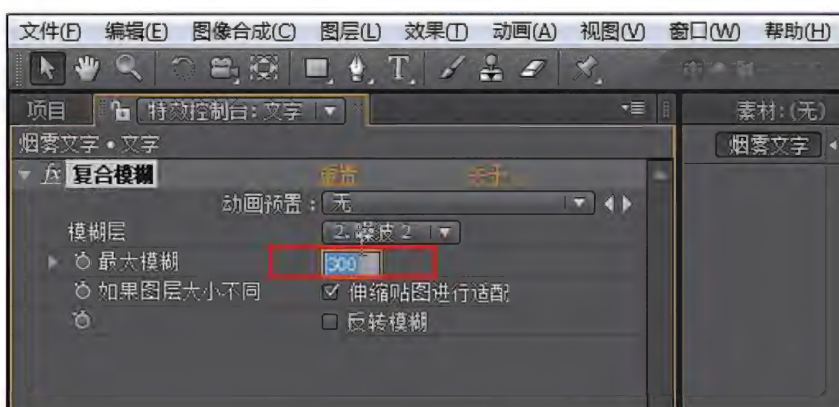 文件(F) 编辑(E) 图像合成(C) 图层(L) 效果(T) 动画(A) 视图(V) 窗口(W) 帮助(H)
项目 特效控制台: 文字 素材: (无)
烟雾文字 • 文字 烟雾文字
fx 复合模糊 重置 关于...
动画预置: 无
模糊层 2. 噪波 2
最大模糊 300
如果图层大小不同 伸缩贴图进行适配
反转模糊